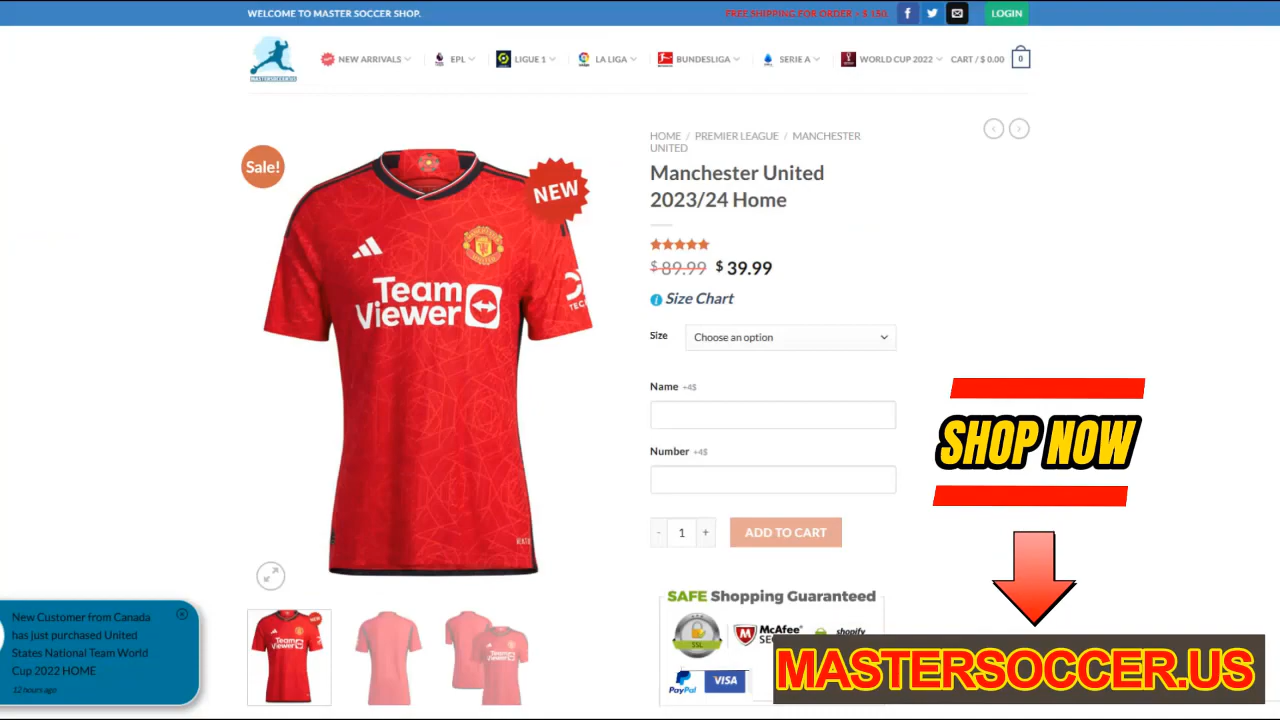 WELCOME TO MASTER SOCCER SHOP.
FREE SHIPPING FOR ORDER > $ 150
LOGIN
MASTERSOCCER.US
NEW ARRIVALS
EPL
LIGUE 1
LA LIGA
BUNDESLIGA
SERIE A
WORLD CUP 2022
CART / $ 0.00
0
HOME / PREMIER LEAGUE / MANCHESTER
UNITED
Manchester United
2023/24 Home
Sale!
NEW
Team
Viewer
$ 89.99 $ 39.99
Size Chart
Size
Choose an option
Name +4$
Number +4$
- 1 +
ADD TO CART
SHOP NOW
SAFE Shopping Guaranteed
SSL
McAfee
SEC
shopify
PayPal
VISA
New Customer from Canada
has just purchased United
States National Team World
Cup 2022 HOME
12 hours ago
MASTERSOCCER.US